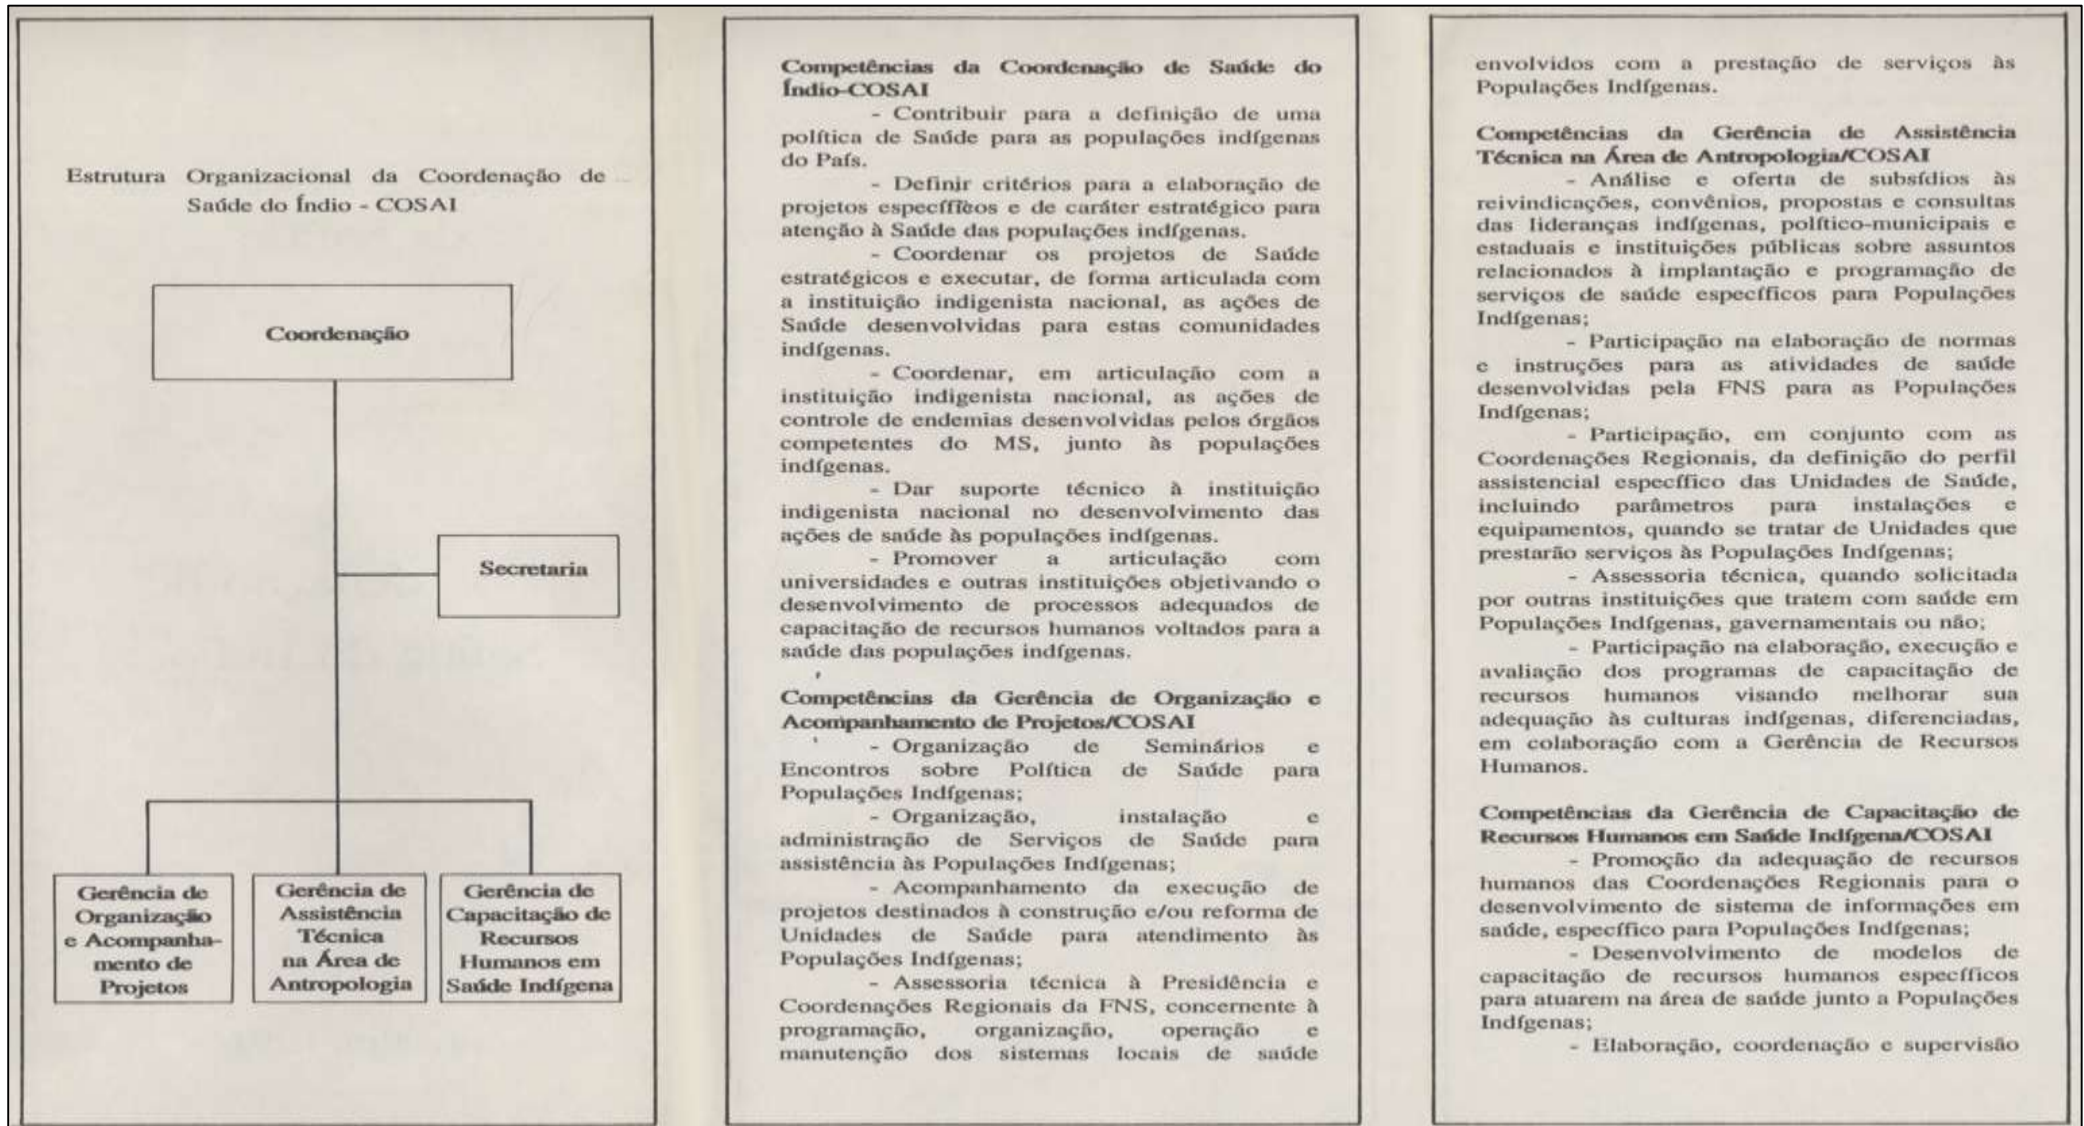 Estrutura Organizacional da Coordenação de
Saúde do Índio - COSAI
Coordenação
Secretaria
Gerência de
Organização
e Acompanha-
mento de
Projetos
Gerência de
Assistência
Técnica
na Área de
Antropologia
Gerência de
Capacitação de
Recursos
Humanos em
Saúde Indígena
Competências da Coordenação de Saúde do
Índio-COSAI
- Contribuir para a definição de uma
política de Saúde para as populações indígenas
do País.
- Definir critérios para a elaboração de
projetos específicos e de caráter estratégico para
atenção à Saúde das populações indígenas.
- Coordenar os projetos de Saúde
estratégicos e executar, de forma articulada com
a instituição indigenista nacional, as ações de
Saúde desenvolvidas para estas comunidades
indígenas.
- Coordenar, em articulação com a
instituição indigenista nacional, as ações de
controle de endemias desenvolvidas pelos órgãos
competentes do MS, junto às populações
indígenas.
- Dar suporte técnico à instituição
indigenista nacional no desenvolvimento das
ações de saúde às populações indígenas.
- Promover a articulação com
universidades e outras instituições objetivando o
desenvolvimento de processos adequados de
capacitação de recursos humanos voltados para a
saúde das populações indígenas.
Competências da Gerência de Organização e
Acompanhamento de Projetos/COSAI
- Organização de Seminários e
Encontros sobre Política de Saúde para
Populações Indígenas;
- Organização, instalação e
administração de Serviços de Saúde para
assistência às Populações Indígenas;
- Acompanhamento da execução de
projetos destinados à construção e/ou reforma de
Unidades de Saúde para atendimento às
Populações Indígenas;
- Assessoria técnica à Presidência e
Coordenações Regionais da FNS, concernente à
programação, organização, operação e
manutenção dos sistemas locais de saúde
envolvidos com a prestação de serviços às
Populações Indígenas.
Competências da Gerência de Assistência
Técnica na Área de Antropologia/COSAI
- Análise e oferta de subsídios às
reivindicações, convênios, propostas e consultas
das lideranças indígenas, político-municipais e
estaduais e instituições públicas sobre assuntos
relacionados à implantação e programação de
serviços de saúde específicos para Populações
Indígenas;
- Participação na elaboração de normas
e instruções para as atividades de saúde
desenvolvidas pela FNS para as Populações
Indígenas;
- Participação, em conjunto com as
Coordenações Regionais, da definição do perfil
assistencial específico das Unidades de Saúde,
incluindo parâmetros para instalações e
equipamentos, quando se tratar de Unidades que
prestarão serviços às Populações Indígenas;
- Assessoria técnica, quando solicitada
por outras instituições que tratem com saúde em
Populações Indígenas, gavernamentais ou não;
- Participação na elaboração, execução e
avaliação dos programas de capacitação de
recursos humanos visando melhorar sua
adequação às culturas indígenas, diferenciadas,
em colaboração com a Gerência de Recursos
Humanos.
Competências da Gerência de Capacitação de
Recursos Humanos em Saúde Indígena/COSAI
- Promoção da adequação de recursos
humanos das Coordenações Regionais para o
desenvolvimento de sistema de informações em
saúde, específico para Populações Indígenas;
- Desenvolvimento de modelos de
capacitação de recursos humanos específicos
para atuarem na área de saúde junto a Populações
Indígenas;
- Elaboração, coordenação e supervisão